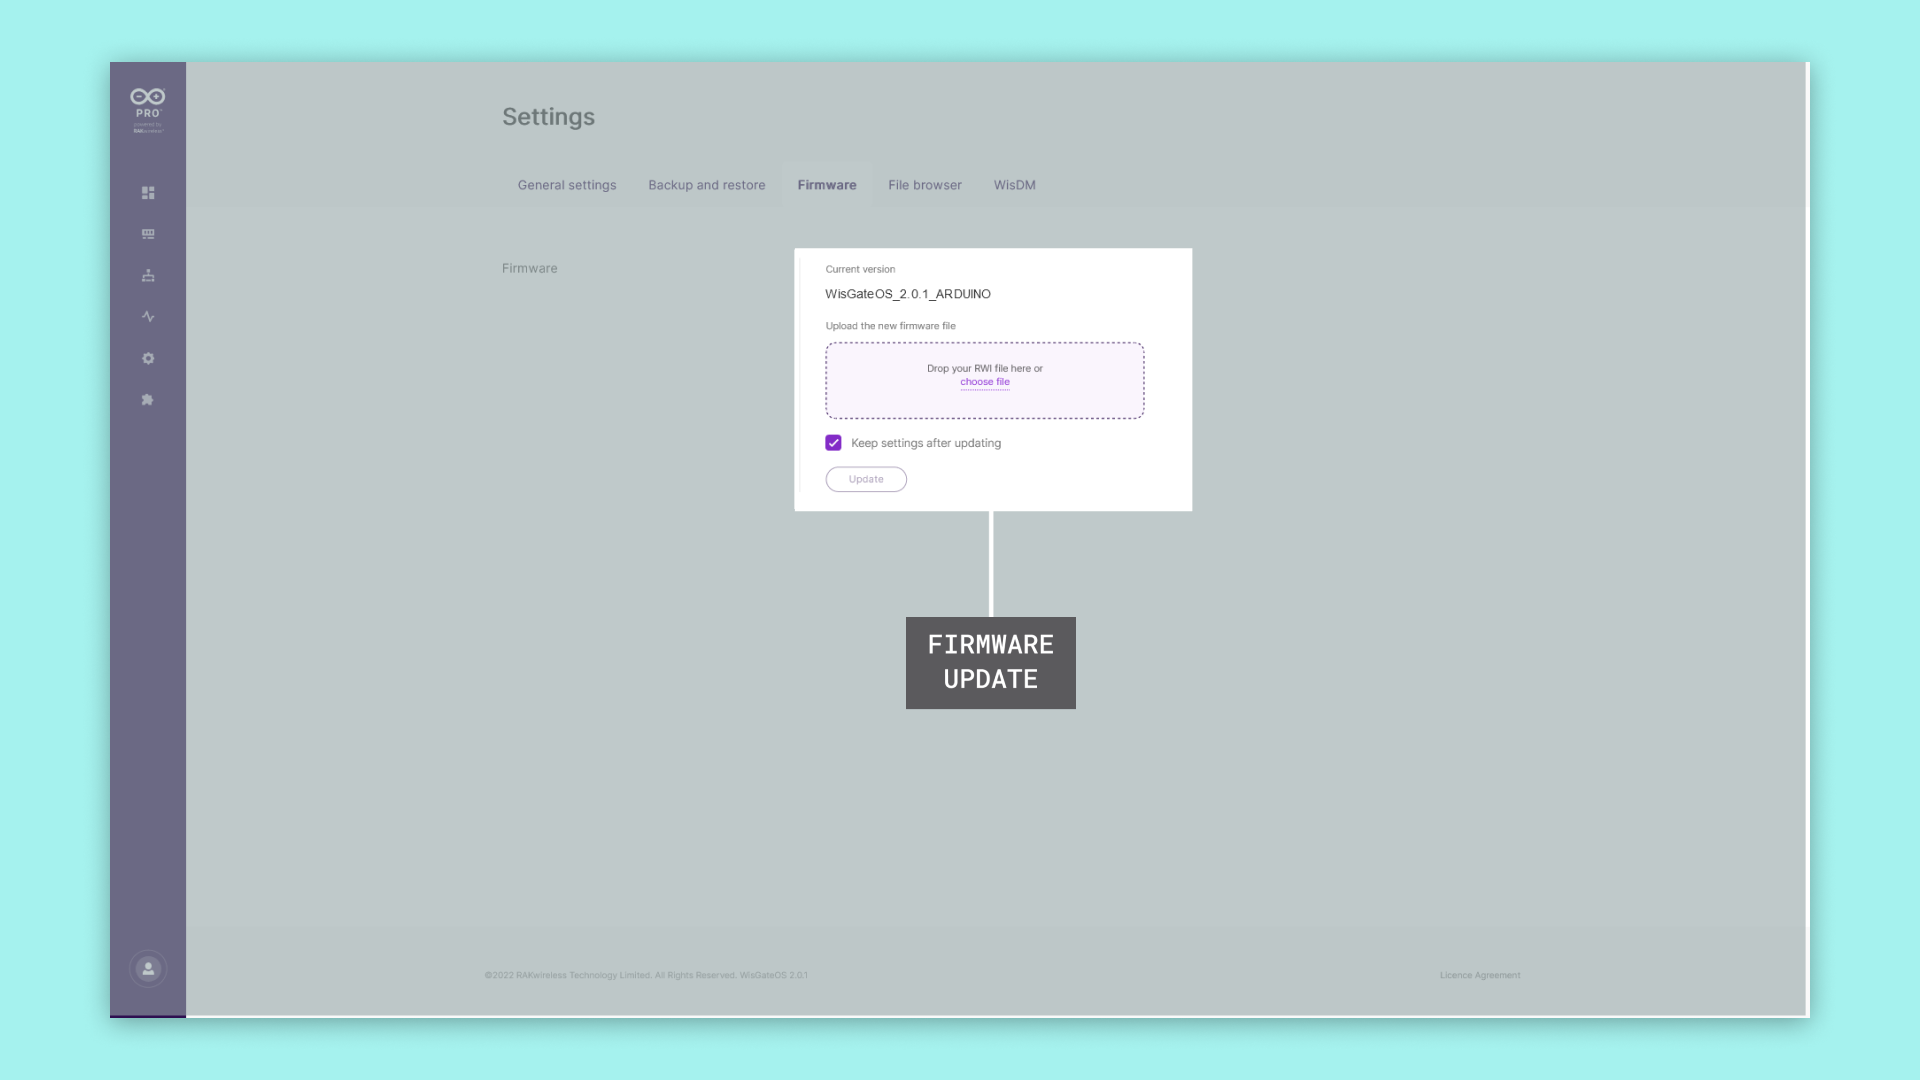 PRO
powered by
RAKwireless
Settings
General settings Backup and restore Firmware File browser WisDM
Firmware
Current version
WisGateOS_2.0.1_ARDUINO
Upload the new firmware file
Drop your RWI file here or
choose file
Keep settings after updating
Update
FIRMWARE
UPDATE
©2022 RAKwireless Technology Limited. All Rights Reserved. WisGateOS 2.0.1
Licence Agreement